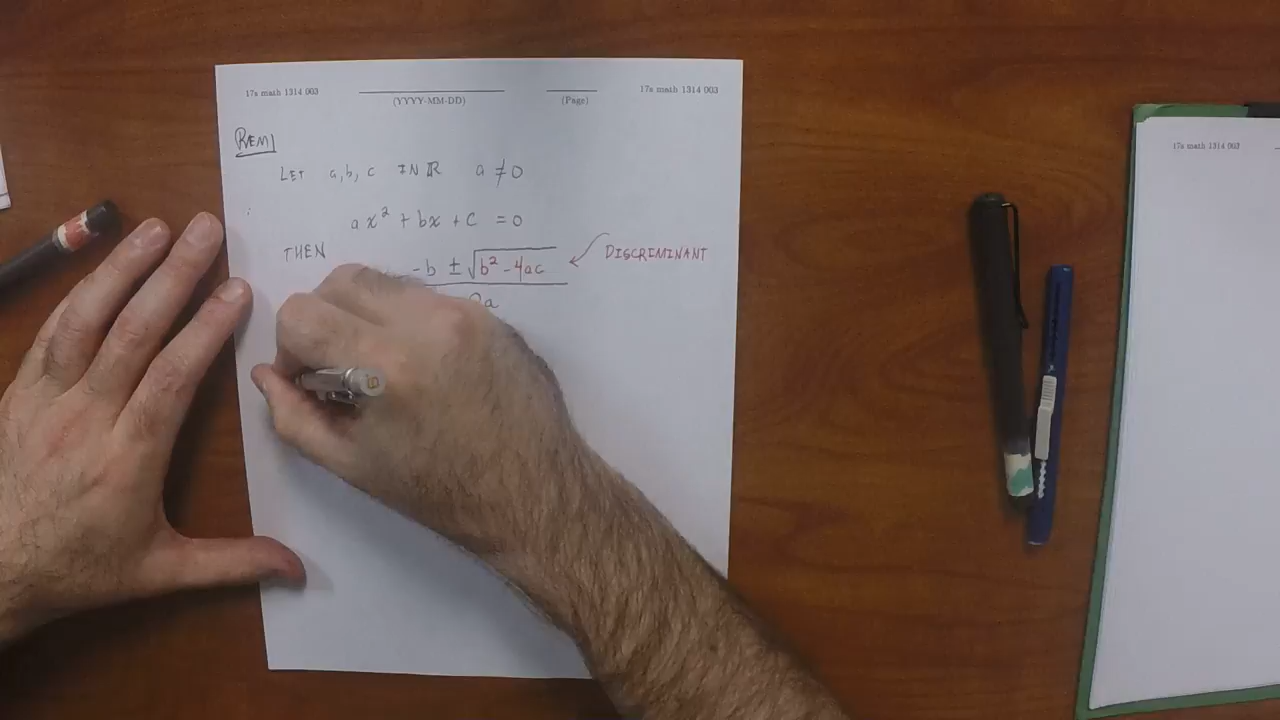 17s math 1314 003 (YYYY-MM-DD) (Page) 17s math 1314 003
REM
LET a, b, c IN ℝ a ≠ 0
ax² + bx + c = 0
THEN
-b ± √b² - 4ac DISCRIMINANT
2a
17s math 1314 003